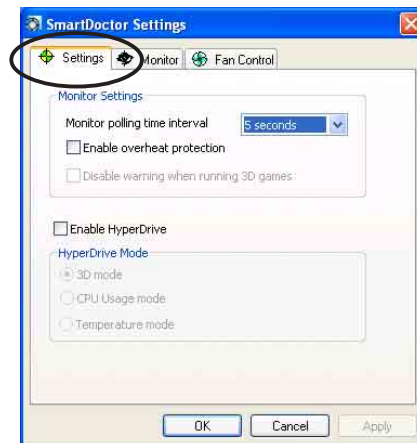 SmartDoctor Settings
Settings Monitor Fan Control
Monitor Settings
Monitor polling time interval 5 seconds
Enable overheat protection
Disable warning when running 3D games
Enable HyperDrive
HyperDrive Mode
3D mode
CPU Usage mode
Temperature mode
OK Cancel Apply